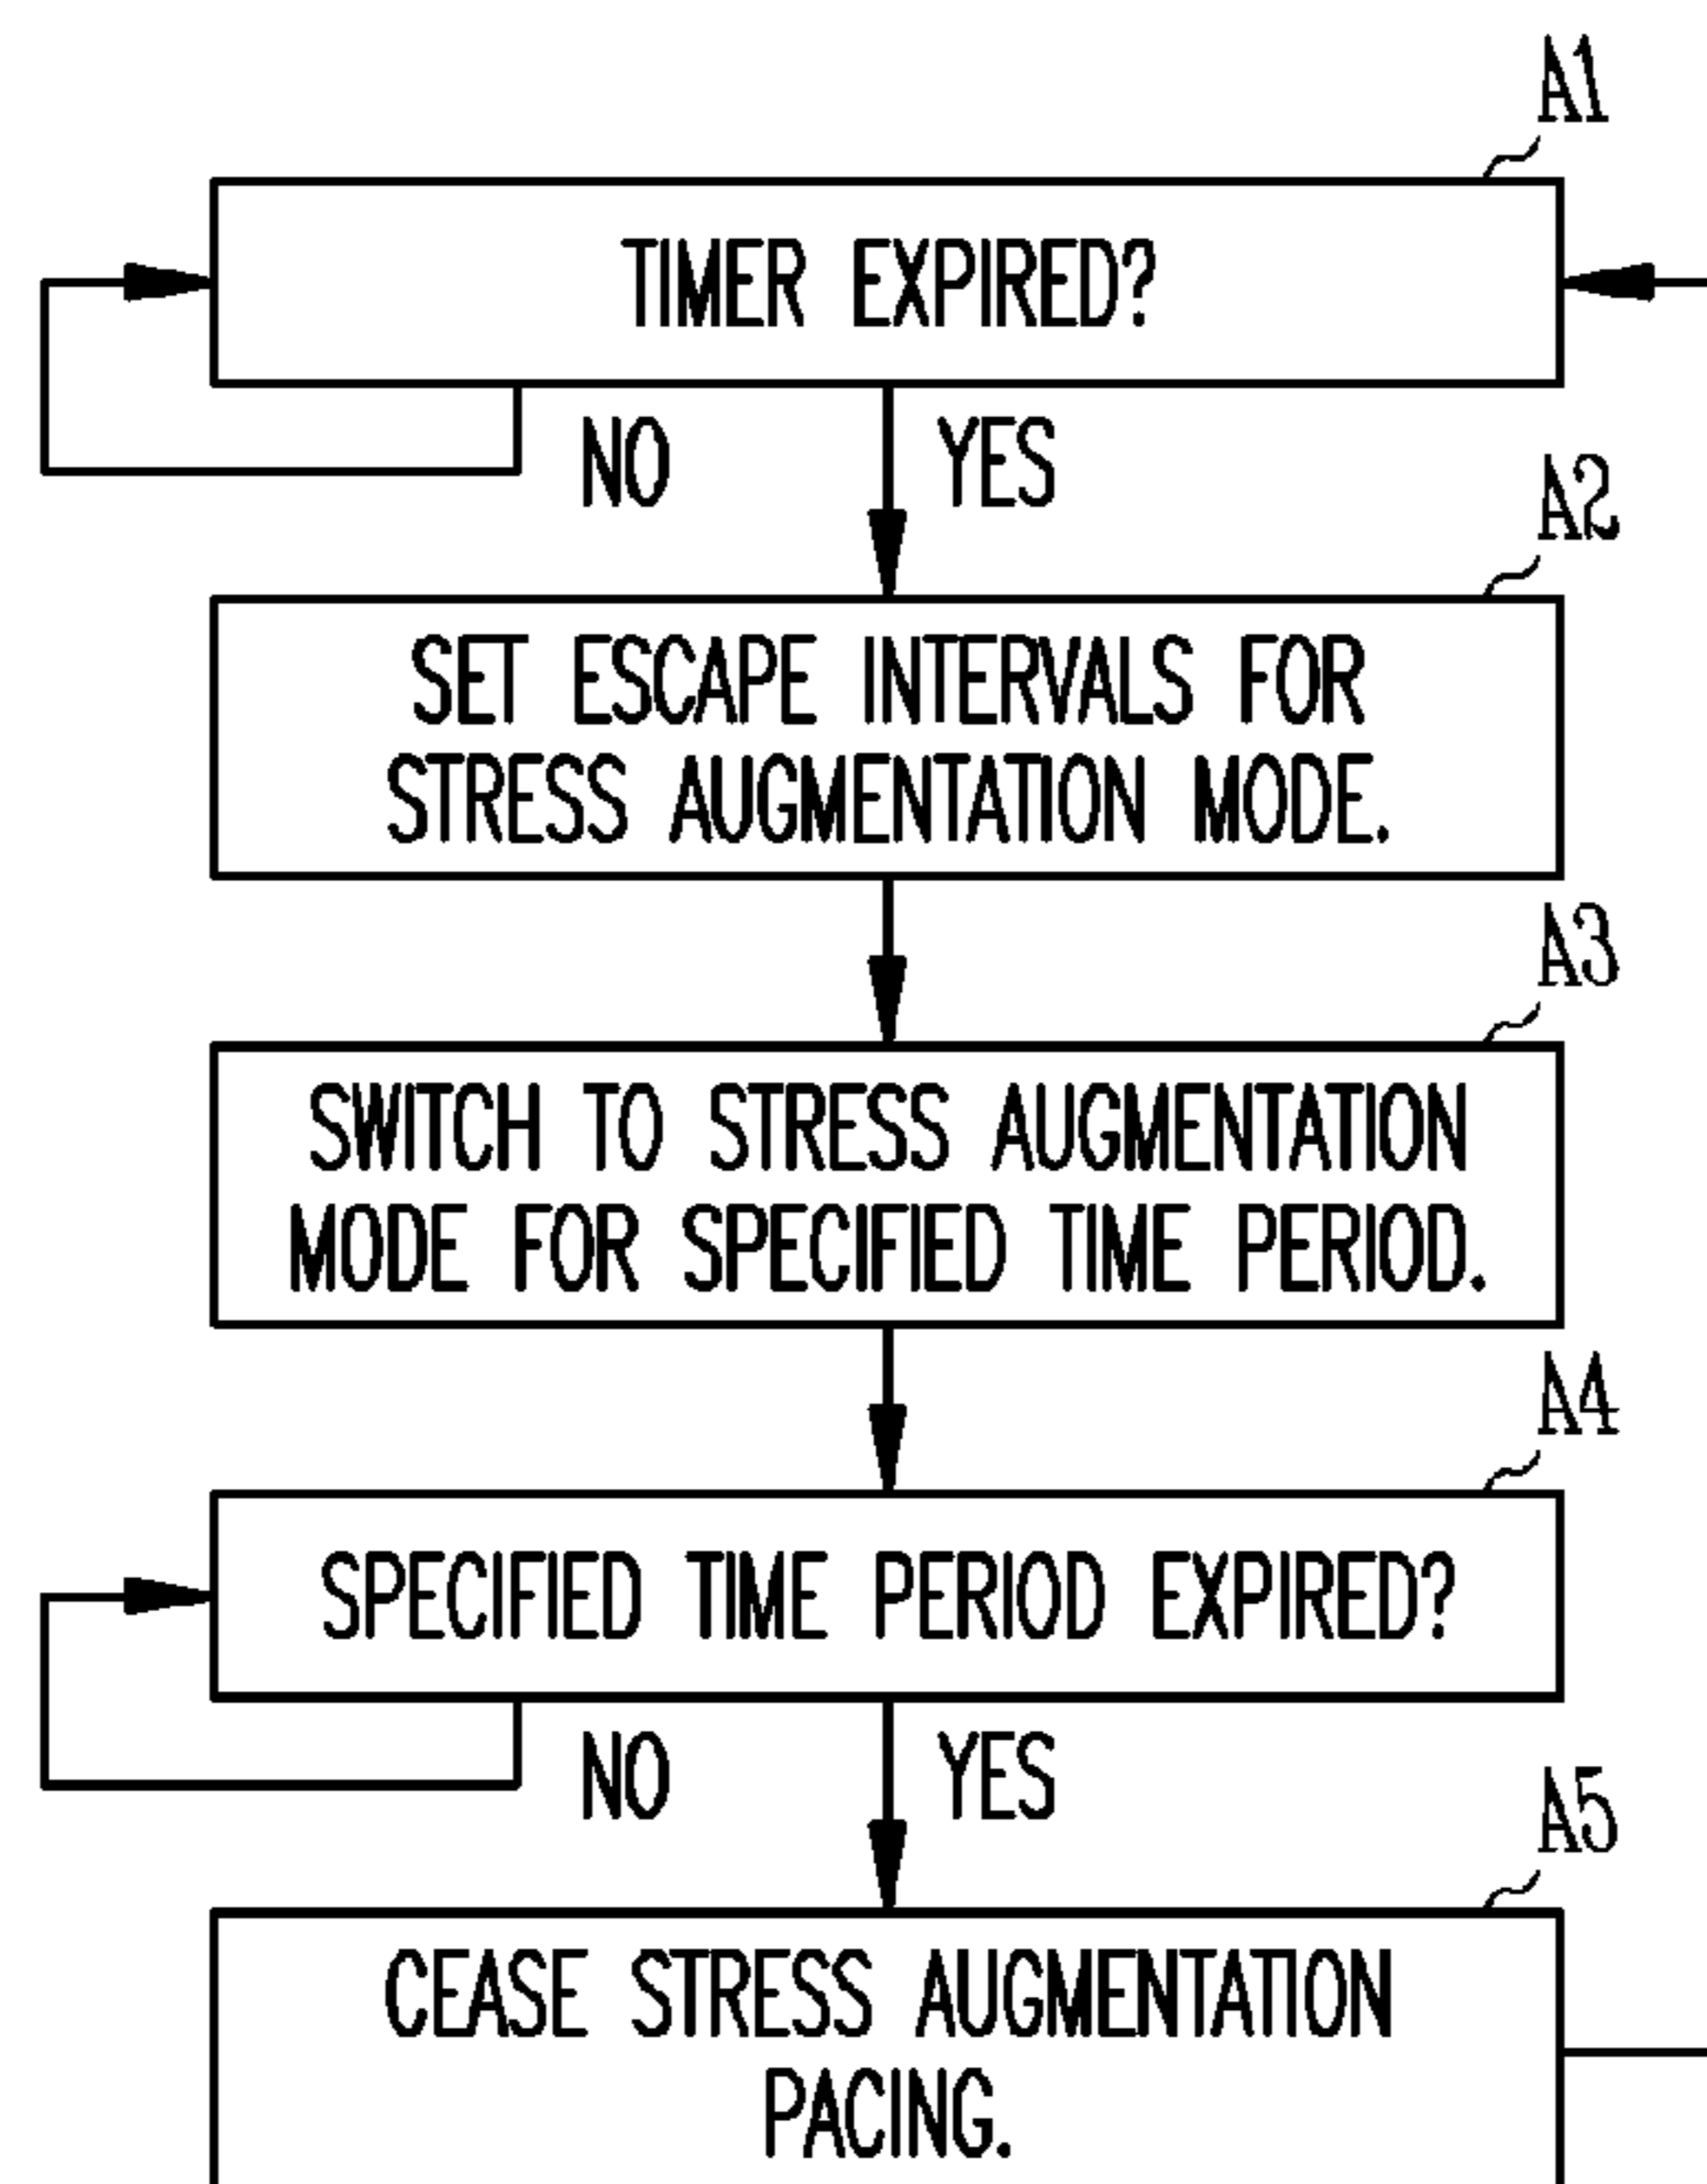 A1
TIMER EXPIRED?
NO
YES
A2
SET ESCAPE INTERVALS FOR
STRESS AUGMENTATION MODE.
A3
SWITCH TO STRESS AUGMENTATION
MODE FOR SPECIFIED TIME PERIOD.
A4
SPECIFIED TIME PERIOD EXPIRED?
NO
YES
A5
CEASE STRESS AUGMENTATION
PACING.